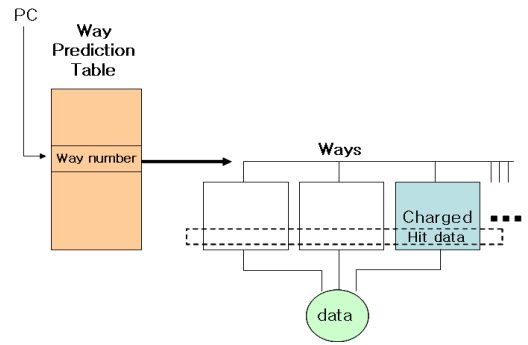 PC
Way
Prediction
Table
Way number
Ways
Charged
Hit data
data